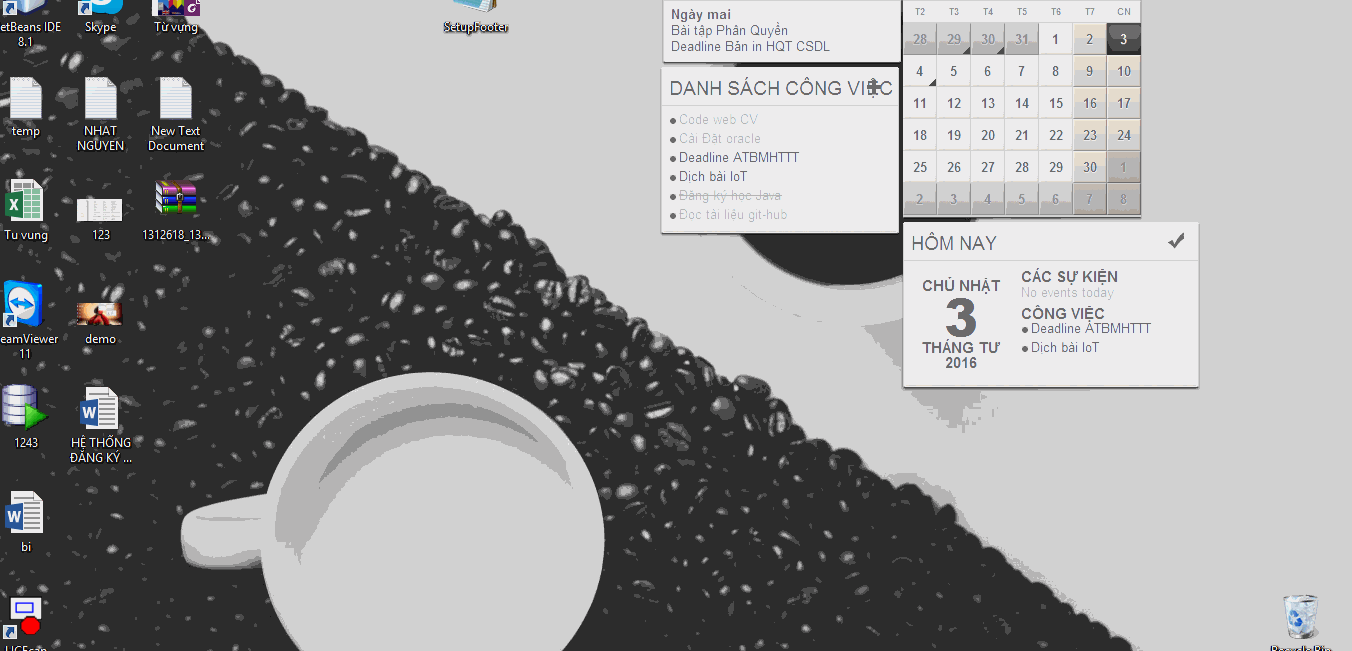 etBeans IDE
8.1
Skype
Từ vựng
SetupFooter
temp
NHAT
NGUYEN
New Text
Document
Tu vung
123
1312618_13...
eamViewer
11
demo
1243
HỆ THỐNG
ĐĂNG KÝ ...
bi
Ngày mai
Bài tập Phân Quyền
Deadline Bản in HQT CSDL
DANH SÁCH CÔNG VIỆC
Code web CV
Cài Đặt oracle
Deadline ATBMHTTT
Dịch bài IoT
Đăng ký học Java
Đọc tài liệu git-hub
T2 T3 T4 T5 T6 T7 CN
28 29 30 31 1 2 3
4 5 6 7 8 9 10
11 12 13 14 15 16 17
18 19 20 21 22 23 24
25 26 27 28 29 30 1
2 3 4 5 6 7 8
HÔM NAY
CHỦ NHẬT
3
THÁNG TƯ
2016
CÁC SỰ KIỆN
No events today
CÔNG VIỆC
Deadline ATBMHTTT
Dịch bài IoT
Recycle Bin